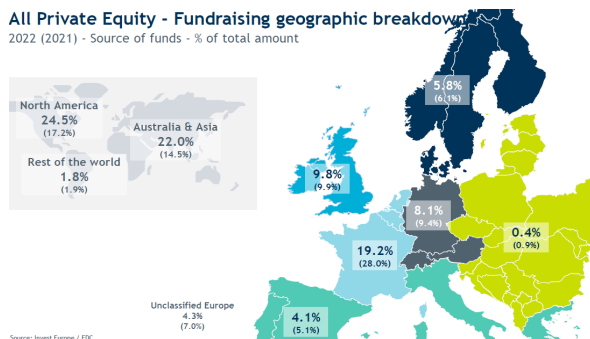 All Private Equity - Fundraising geographic breakdown
2022 (2021) - Source of funds - % of total amount
5.8%
(6.1%)
North America
24.5%
(17.2%)
Australia & Asia
22.0%
(14.5%)
Rest of the world
1.8%
(1.9%)
9.8%
(9.9%)
8.1%
(9.4%)
0.4%
(0.9%)
19.2%
(28.0%)
Unclassified Europe
4.3%
(7.0%)
4.1%
(5.1%)
Source: Invest Europe / EDC